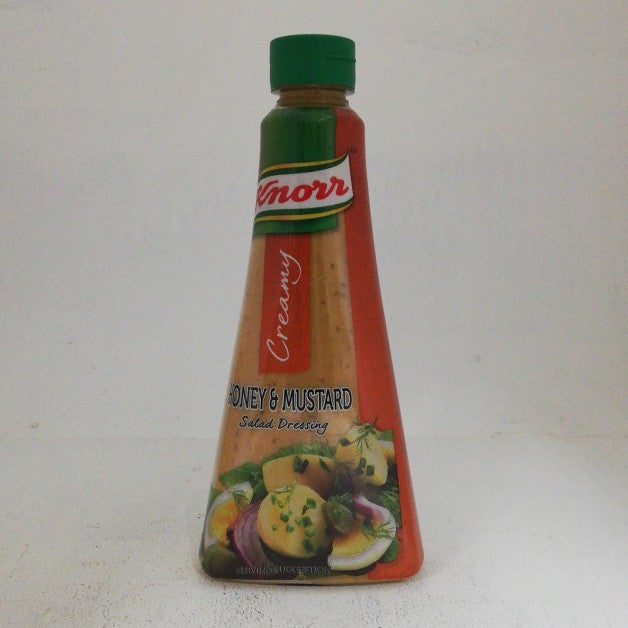 Knorr
Creamy
HONEY & MUSTARD
Salad Dressing
SERVING SUGGESTION